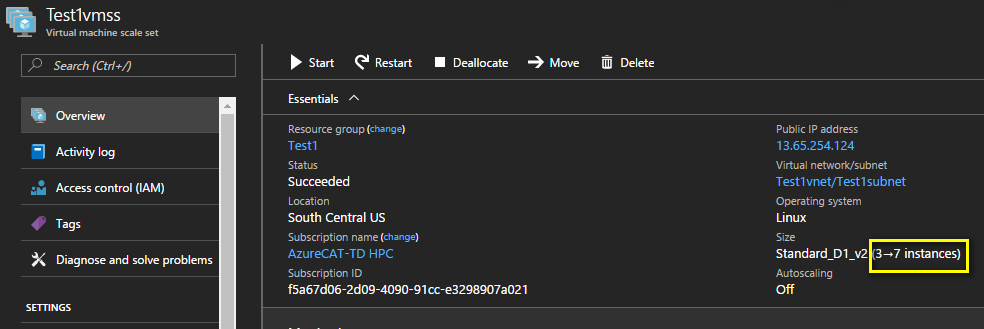 Test1vmss
Virtual machine scale set
Search (Ctrl+/)
Overview
Activity log
Access control (IAM)
Tags
Diagnose and solve problems
SETTINGS
Start Restart Deallocate Move Delete
Essentials
Resource group (change)
Test1
Status
Succeeded
Location
South Central US
Subscription name (change)
AzureCAT-TD HPC
Subscription ID
f5a67d06-2d09-4090-91cc-e3298907a021
Public IP address
13.65.254.124
Virtual network/subnet
Test1vnet/Test1subnet
Operating system
Linux
Size
Standard_D1_v2 (3→7 instances)
Autoscaling
Off